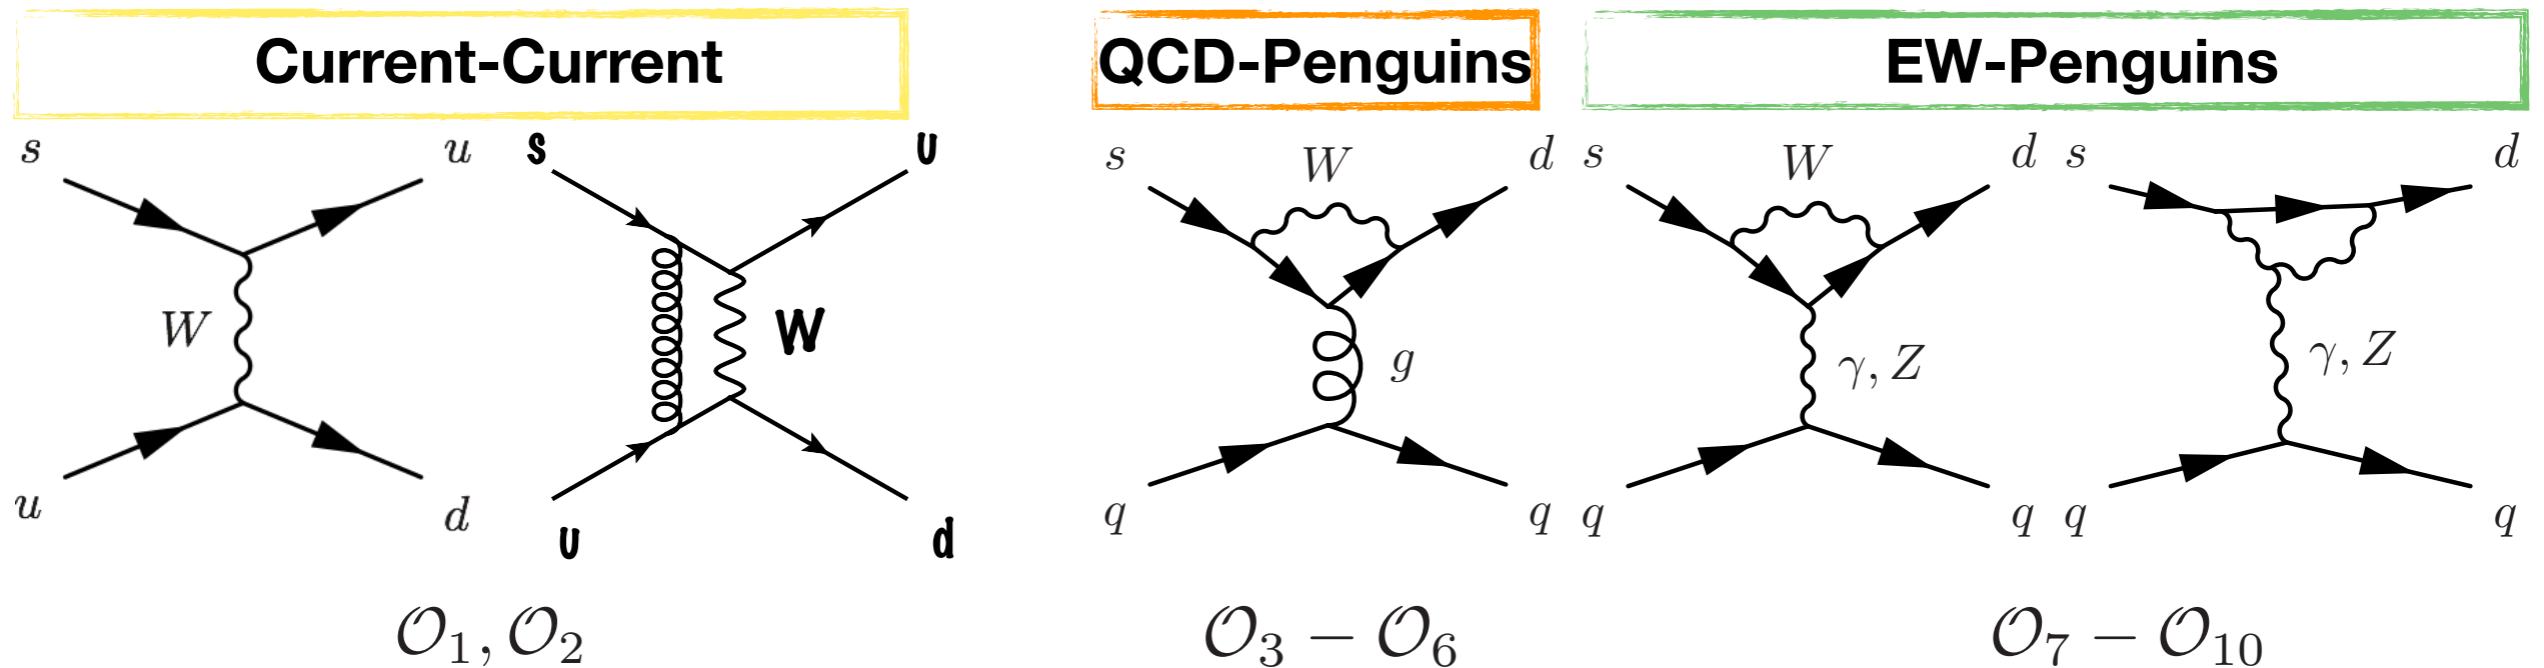 Current-Current
QCD-Penguins
EW-Penguins
s u
W
u d
s u
W
u d
s W d
g
q q
s W d
γ, Z
q q
s d
γ, Z
q q
𝒪₁, 𝒪₂
𝒪₃ − 𝒪₆
𝒪₇ − 𝒪₁₀